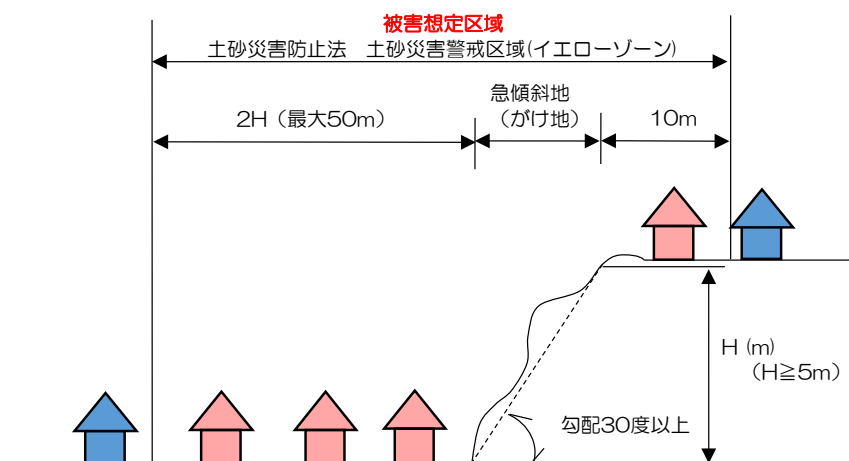 被害想定区域
土砂災害防止法　土砂災害警戒区域(イエローゾーン)
急傾斜地
（がけ地）
2H（最大50m）
10m
H (m)
（H≧5m）
勾配30度以上